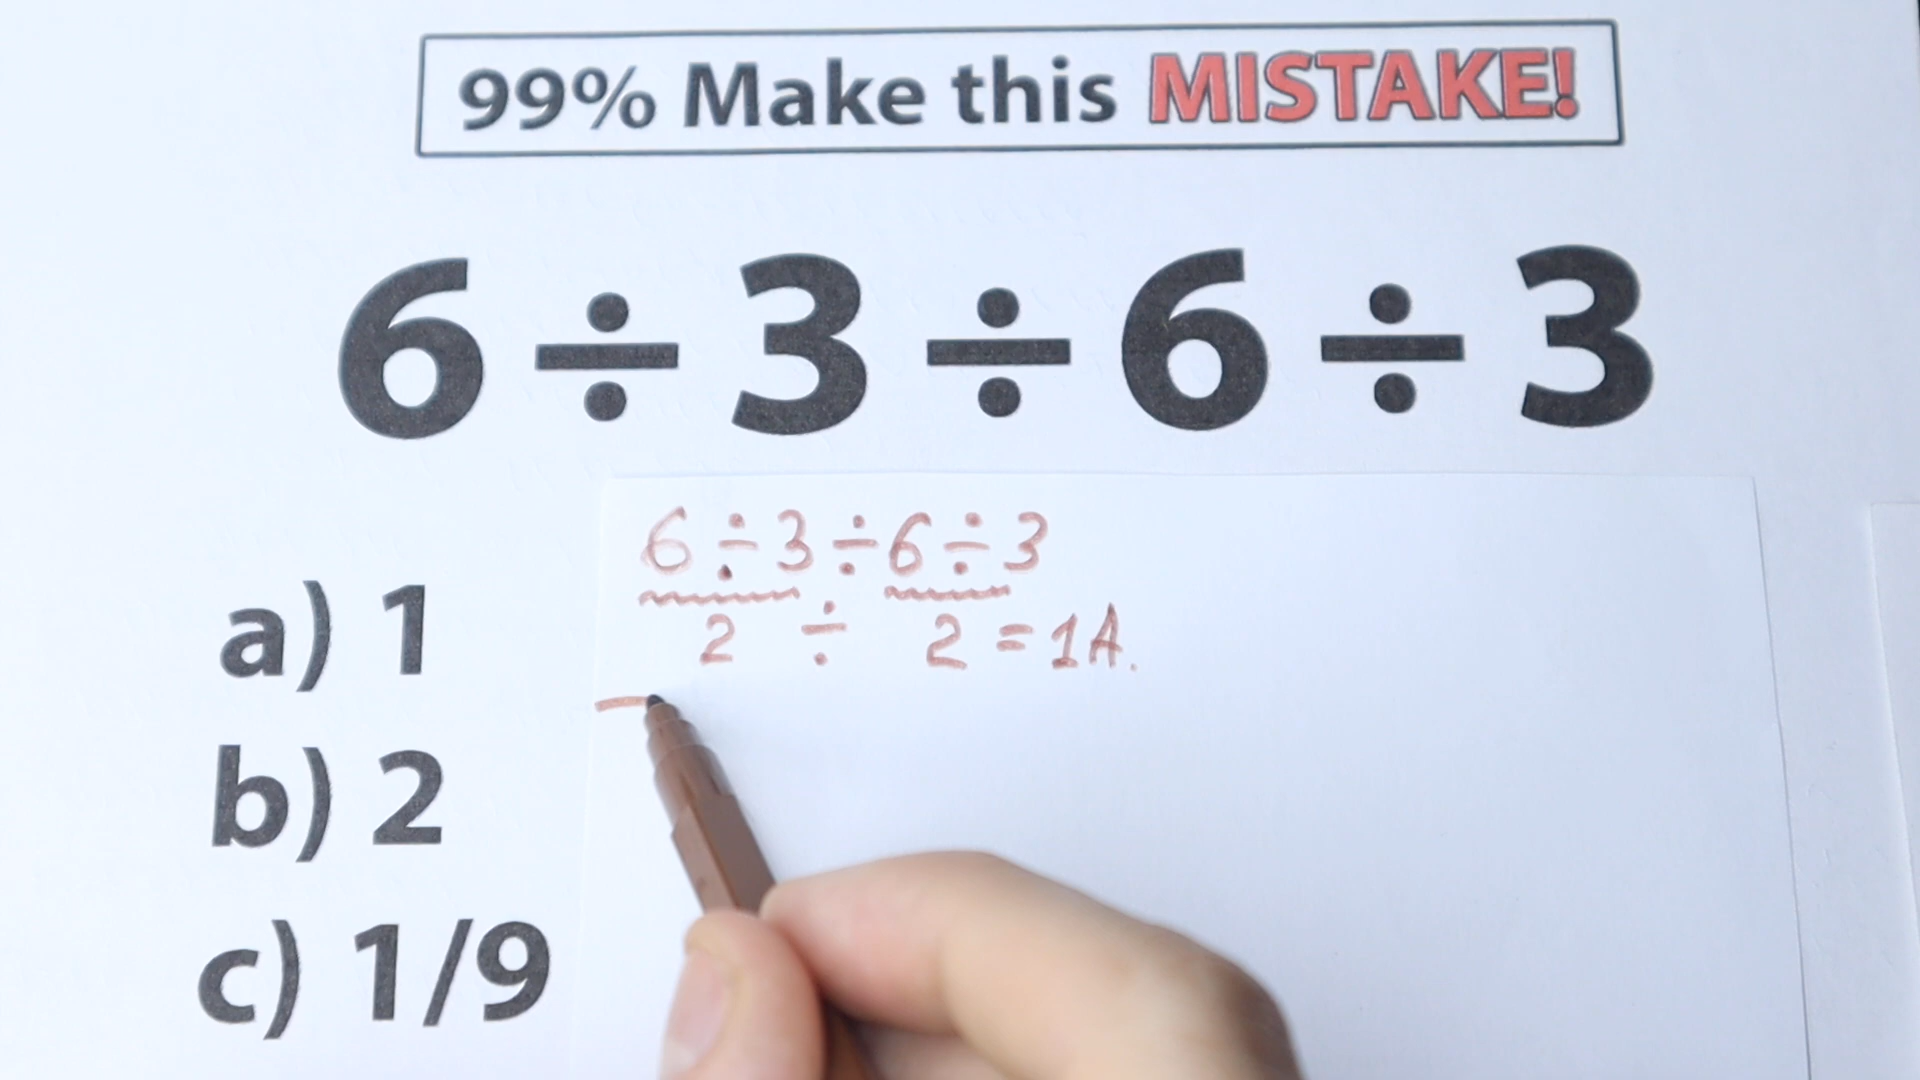 99% Make this MISTAKE!
6÷3÷6÷3
6÷3÷6÷3
2 ÷ 2 = 1A.
a) 1
b) 2
c) 1/9